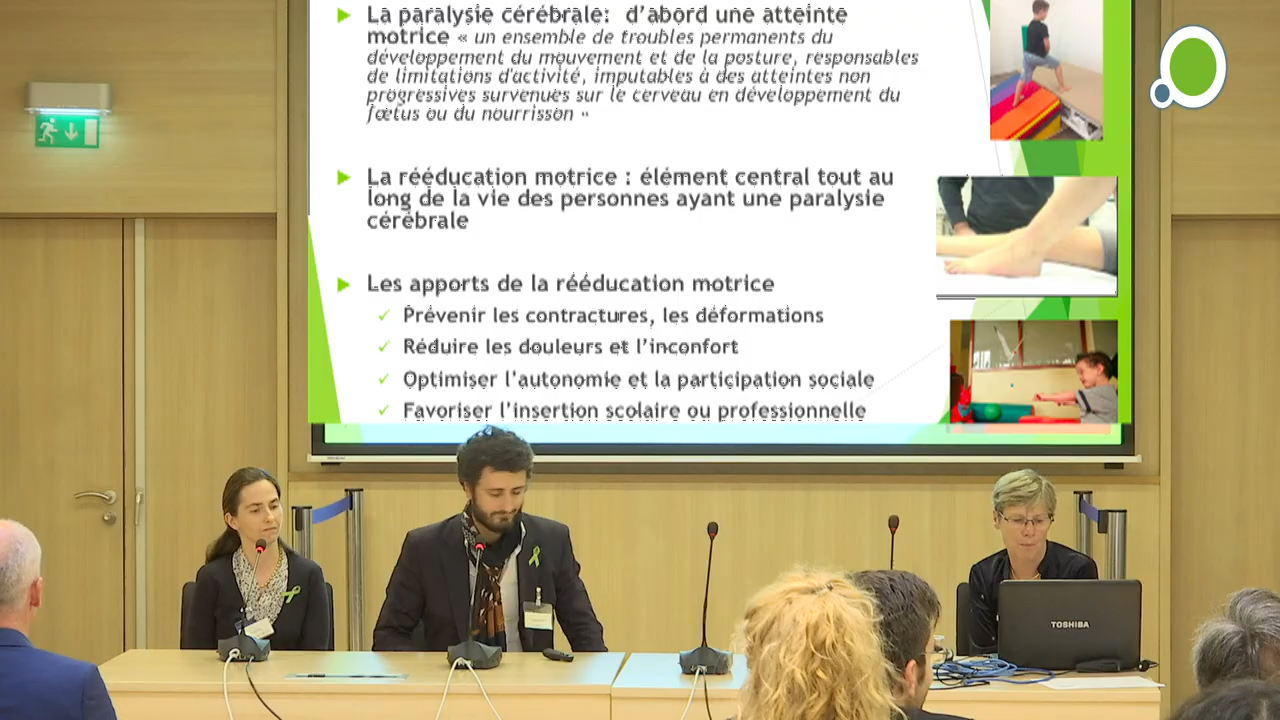 La paralysie cérébrale: d'abord une atteinte
motrice « un ensemble de troubles permanents du
développement du mouvement et de la posture, responsables
de limitations d'activité, imputables à des atteintes non
progressives survenues sur le cerveau en développement du
fœtus ou du nourrisson »
La rééducation motrice : élément central tout au
long de la vie des personnes ayant une paralysie
cérébrale
Les apports de la rééducation motrice
Prévenir les contractures, les déformations
Réduire les douleurs et l'inconfort
Optimiser l'autonomie et la participation sociale
Favoriser l'insertion scolaire ou professionnelle
TOSHIBA